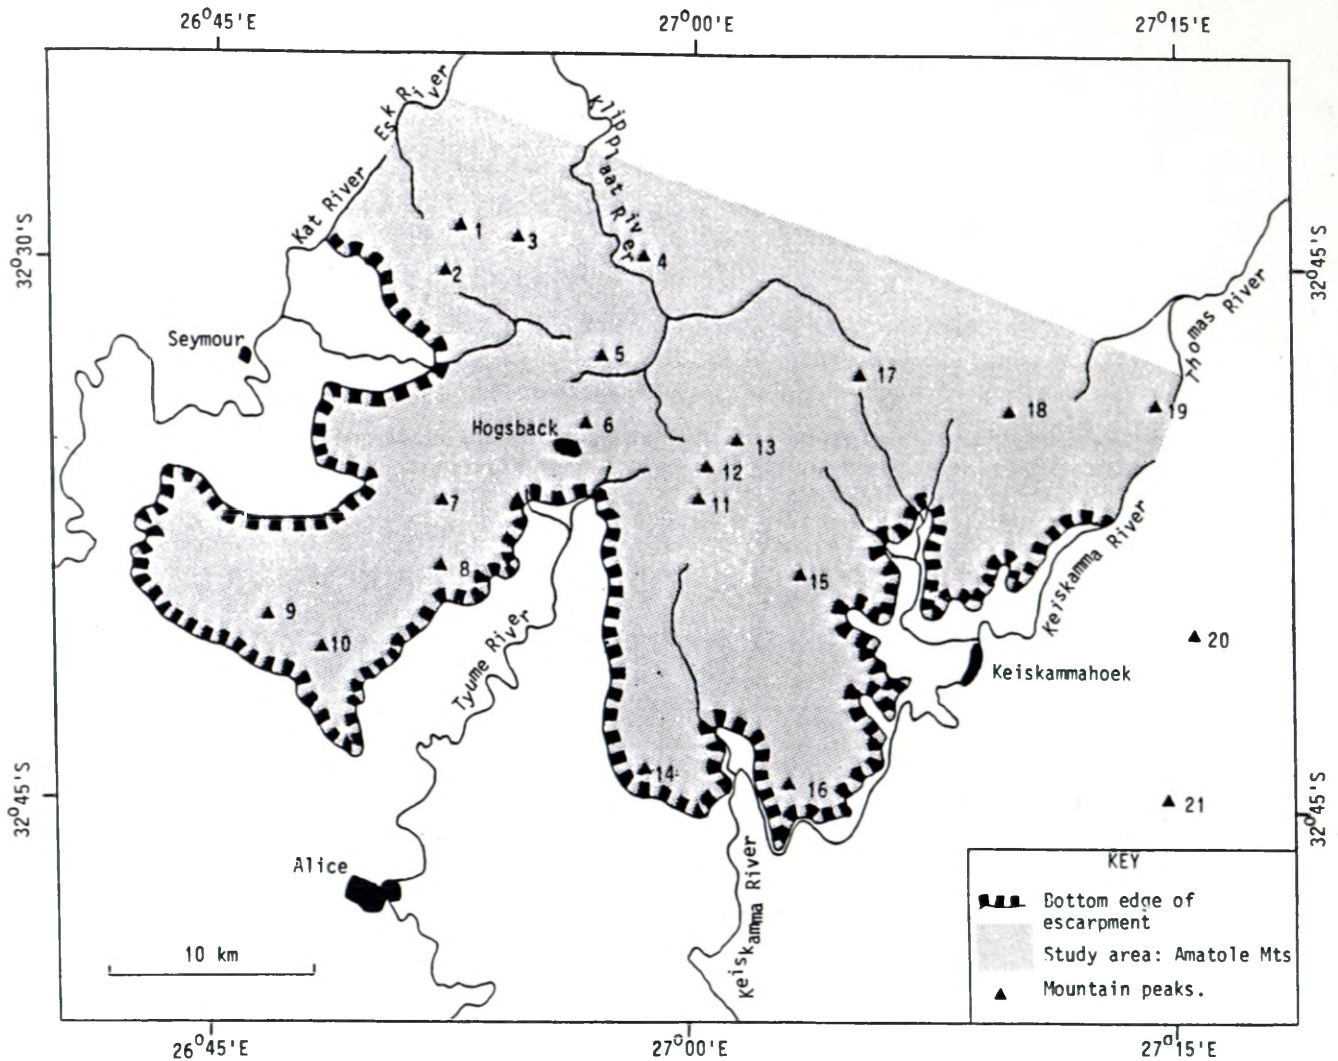 26°45'E
27°00'E
27°15'E
Esk River
Klipplaat River
Kat River
32°30'S
32°45'S
Thomas River
1
3
2
4
Seymour
5
17
18
19
Hogsback
6
13
12
7
11
8
15
9
10
Tyume River
Keiskamma River
20
Keiskammahoek
14
16
21
32°45'S
32°45'S
Alice
Keiskamma River
10 km
KEY
Bottom edge of
escarpment
Study area: Amatole Mts
Mountain peaks.
26°45'E
27°00'E
27°15'E